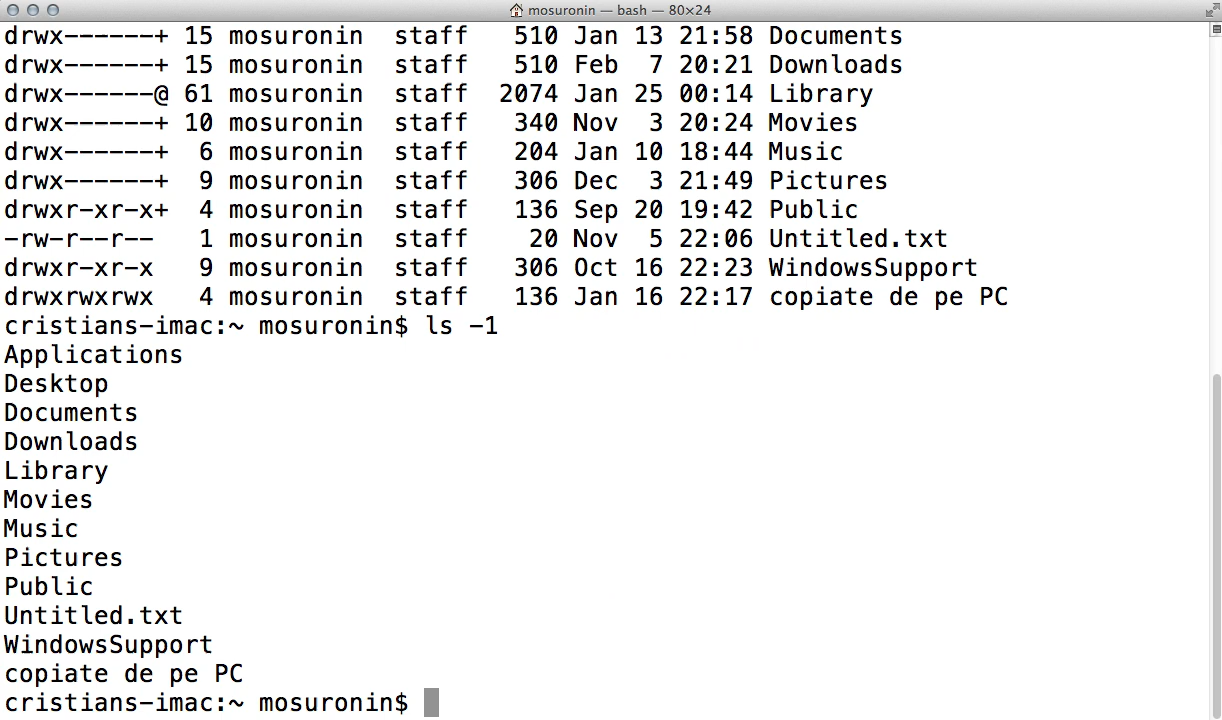 mosuronin — bash — 80×24
drwx------+ 15 mosuronin  staff   510 Jan 13 21:58 Documents
drwx------+ 15 mosuronin  staff   510 Feb  7 20:21 Downloads
drwx------@ 61 mosuronin  staff  2074 Jan 25 00:14 Library
drwx------+ 10 mosuronin  staff   340 Nov  3 20:24 Movies
drwx------+  6 mosuronin  staff   204 Jan 10 18:44 Music
drwx------+  9 mosuronin  staff   306 Dec  3 21:49 Pictures
drwxr-xr-x+  4 mosuronin  staff   136 Sep 20 19:42 Public
-rw-r--r--   1 mosuronin  staff    20 Nov  5 22:06 Untitled.txt
drwxr-xr-x   9 mosuronin  staff   306 Oct 16 22:23 WindowsSupport
drwxrwxrwx   4 mosuronin  staff   136 Jan 16 22:17 copiate de pe PC
cristians-imac:~ mosuronin$ ls -1
Applications
Desktop
Documents
Downloads
Library
Movies
Music
Pictures
Public
Untitled.txt
WindowsSupport
copiate de pe PC
cristians-imac:~ mosuronin$